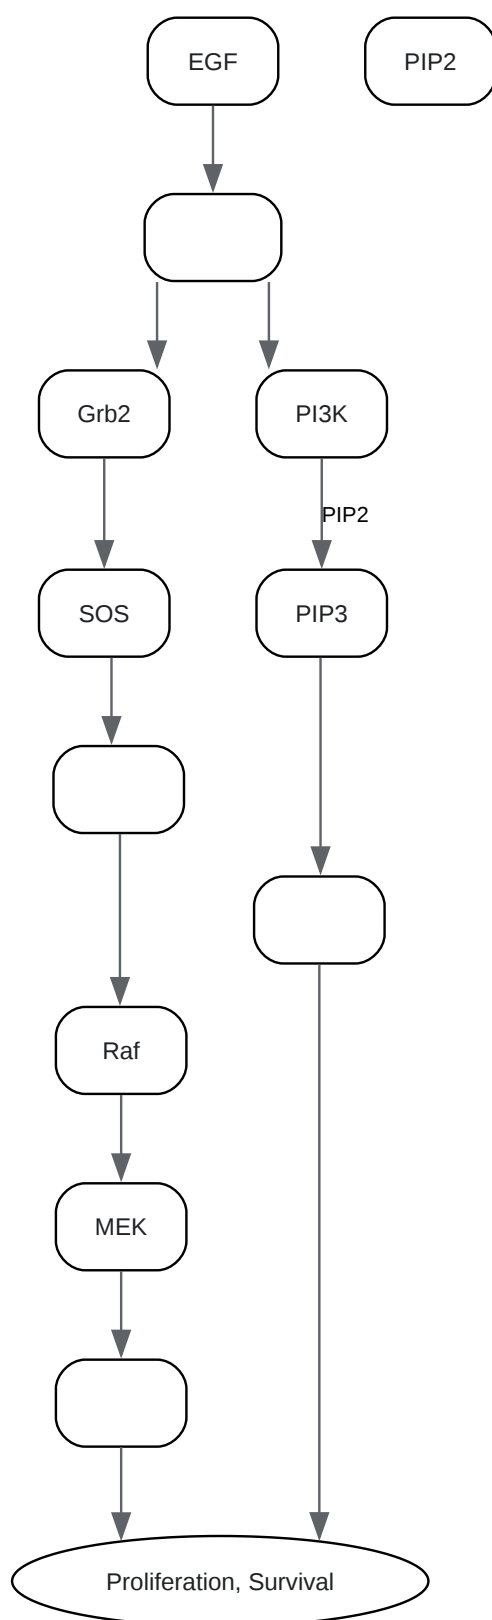 EGF
PIP2
Grb2
PI3K
PIP2
SOS
PIP3
Raf
MEK
Proliferation, Survival